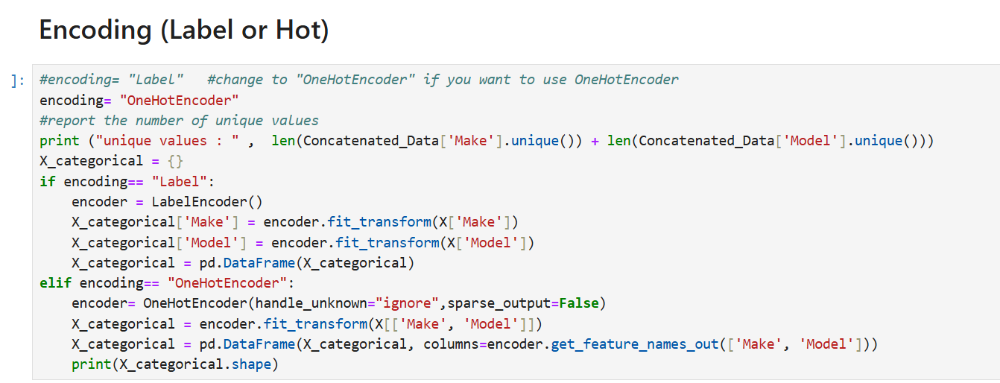 Encoding (Label or Hot)
]: #encoding= "Label"   #change to "OneHotEncoder" if you want to use OneHotEncoder
encoding= "OneHotEncoder"
#report the number of unique values
print ("unique values : " ,  len(Concatenated_Data['Make'].unique()) + len(Concatenated_Data['Model'].unique()))
X_categorical = {}
if encoding== "Label":
    encoder = LabelEncoder()
    X_categorical['Make'] = encoder.fit_transform(X['Make'])
    X_categorical['Model'] = encoder.fit_transform(X['Model'])
    X_categorical = pd.DataFrame(X_categorical)
elif encoding== "OneHotEncoder":
    encoder= OneHotEncoder(handle_unknown="ignore",sparse_output=False)
    X_categorical = encoder.fit_transform(X[['Make', 'Model']])
    X_categorical = pd.DataFrame(X_categorical, columns=encoder.get_feature_names_out(['Make', 'Model']))
    print(X_categorical.shape)